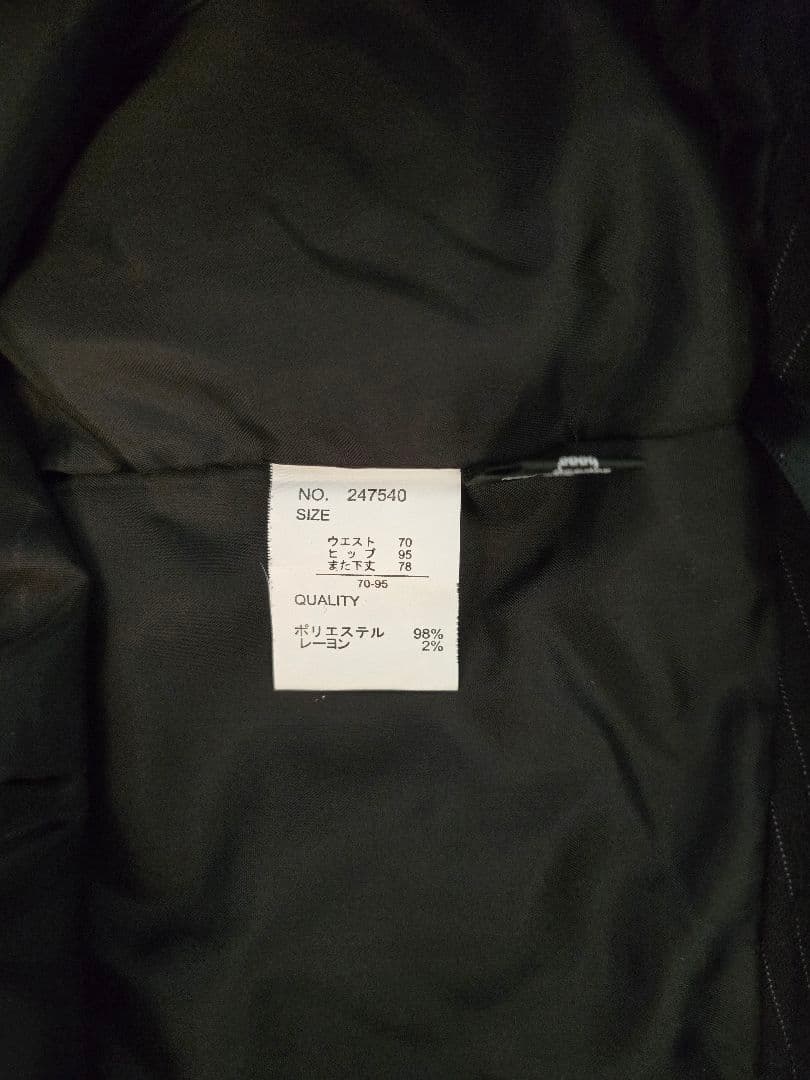 NO. 247540
SIZE
ウエスト 70
ヒップ 95
また下丈 78
70-95
QUALITY
ポリエステル 98%
レーヨン 2%